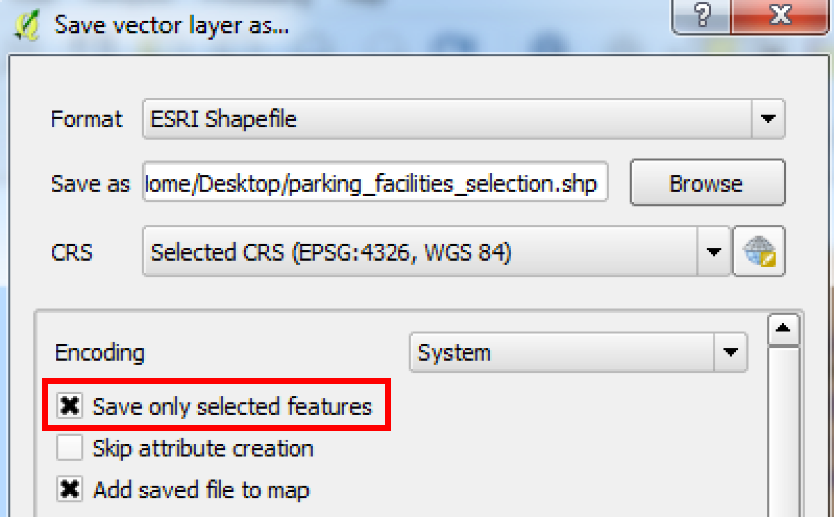 Save vector layer as...
?
Format ESRI Shapefile
Save as lome/Desktop/parking_facilities_selection.shp Browse
CRS Selected CRS (EPSG:4326, WGS 84)
Encoding System
Save only selected features
Skip attribute creation
Add saved file to map